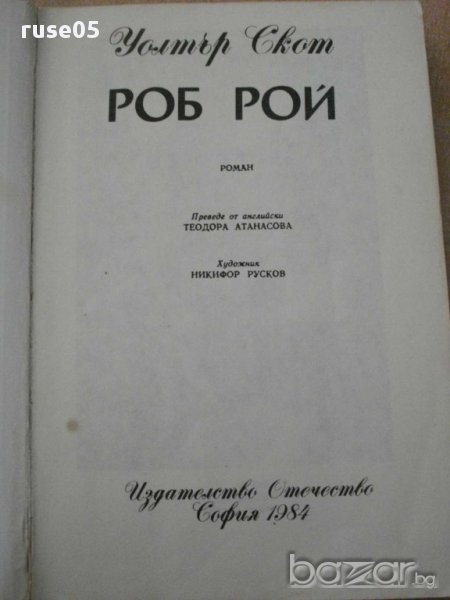 ruse05
Уолтър Скот
РОБ РОЙ
РОМАН
Преведе от английски
ТЕОДОРА АТАНАСОВА
Художник
НИКИФОР РУСКОВ
Издателство Отечество
София 1984
bazar.bg